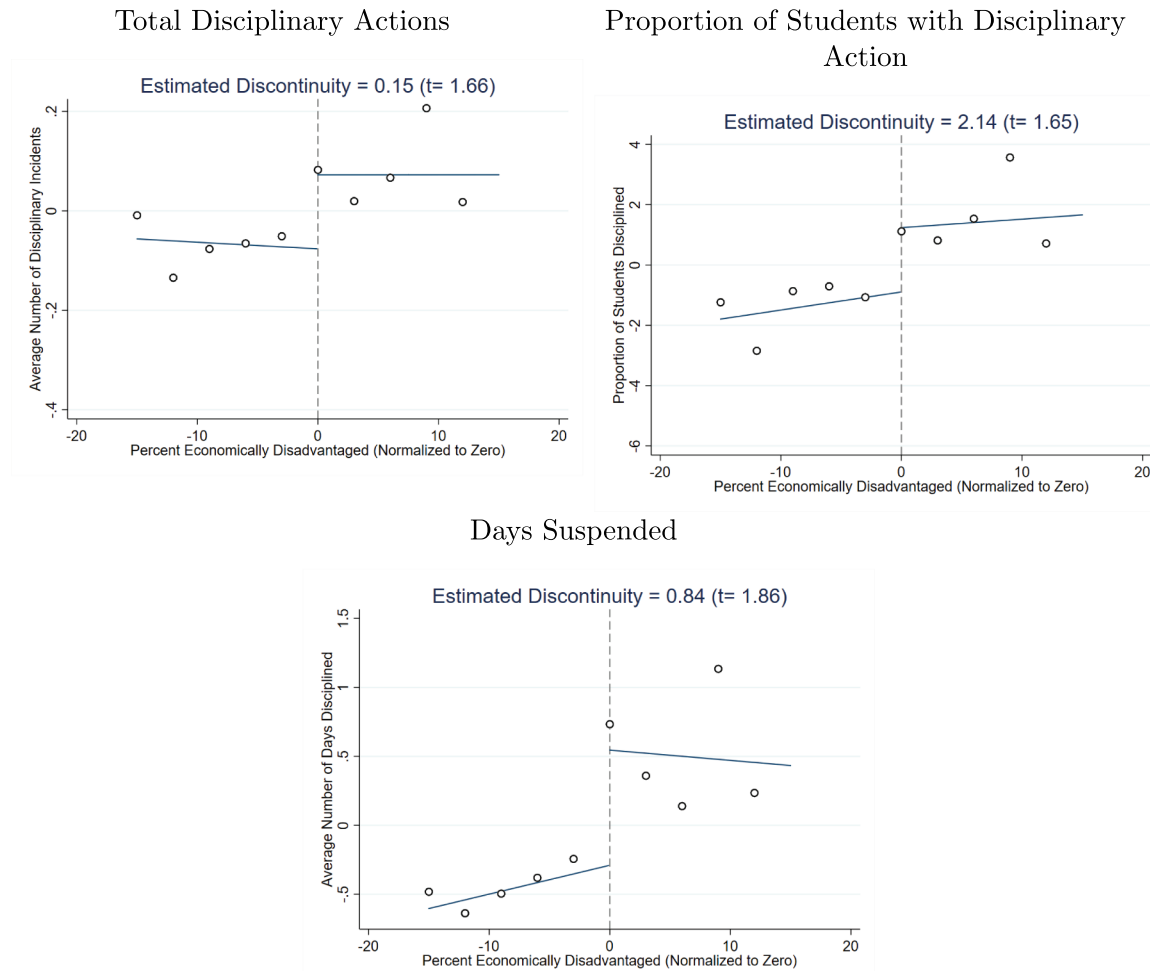 Total Disciplinary Actions
Estimated Discontinuity = 0.15 (t= 1.66)
Average Number of Disciplinary Incidents
.2
0
-.2
-.4
-20
-10
0
10
20
Percent Economically Disadvantaged (Normalized to Zero)
Proportion of Students with Disciplinary
Action
Estimated Discontinuity = 2.14 (t= 1.65)
Proportion of Students Disciplined
4
2
0
-2
-4
-6
-20
-10
0
10
20
Percent Economically Disadvantaged (Normalized to Zero)
Days Suspended
Estimated Discontinuity = 0.84 (t= 1.86)
Average Number of Days Disciplined
1.5
1
.5
0
-.5
-20
-10
0
10
20
Percent Economically Disadvantaged (Normalized to Zero)